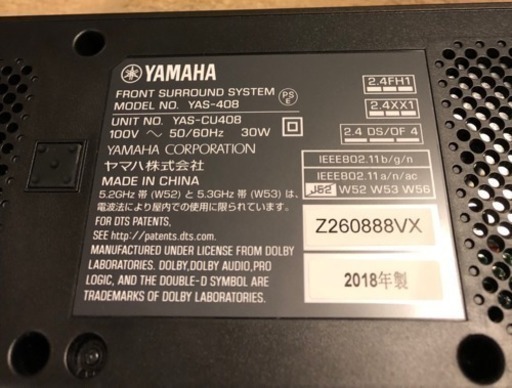 YAMAHA
FRONT SURROUND SYSTEM
MODEL NO. YAS-408
UNIT NO. YAS-CU408
100V ～ 50/60Hz 30W
YAMAHA CORPORATION
ヤマハ株式会社
MADE IN CHINA
5.2GHz 帯 (W52) と 5.3GHz 帯 (W53) は、
電波法により屋内での使用に限られています。
FOR DTS PATENTS,
SEE http://patents.dts.com.
MANUFACTURED UNDER LICENSE FROM DOLBY
LABORATORIES. DOLBY,DOLBY AUDIO,PRO
LOGIC, AND THE DOUBLE-D SYMBOL ARE
TRADEMARKS OF DOLBY LABORATORIES.
PS
E
2.4FH1
2.4XX1
2.4 DS/OF 4
IEEE802.11b/g/n
IEEE802.11a/n/ac
J52 W52 W53 W56
Z260888VX
2018年製